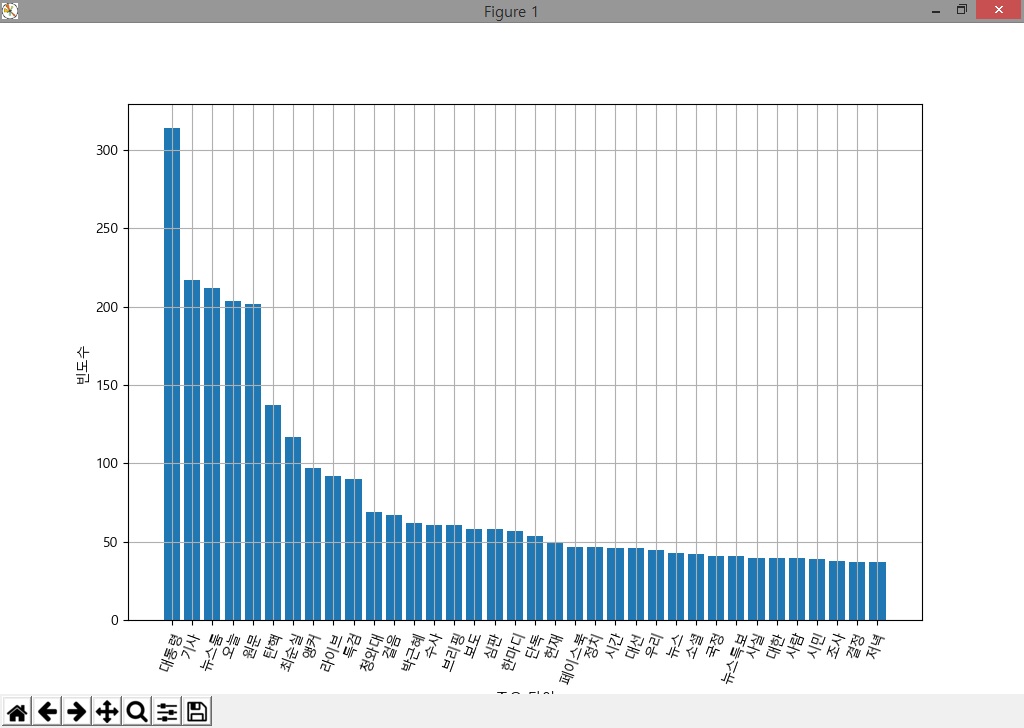 Figure 1
300
250
200
150
100
50
0
빈도수
대통령
기사
뉴스룸
오늘
원문
탄핵
최순실
앵커
라이브
특검
청와대
걸음
박근혜
수사
브리핑
보도
심판
한마디
단독
헌재
페이스북
정치
시간
대선
우리
뉴스
소셜
국정
뉴스특보
사실
대한
사람
시민
조사
결정
저녁